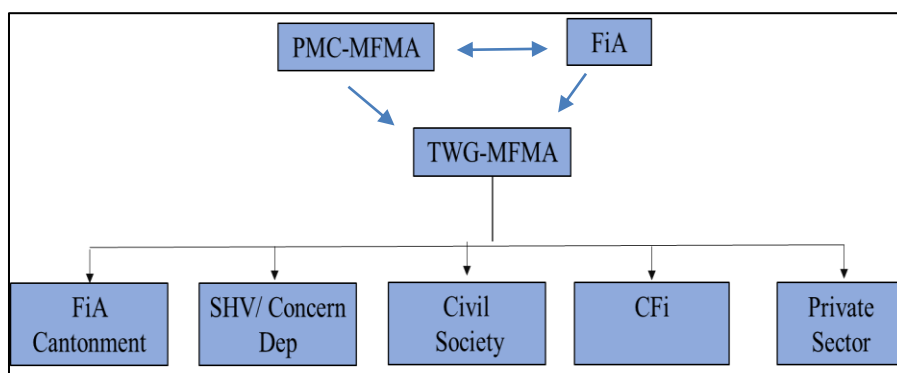 PMC-MFMA
FiA
TWG-MFMA
FiA
Cantonment
SHV/ Concern
Dep
Civil
Society
CFi
Private
Sector